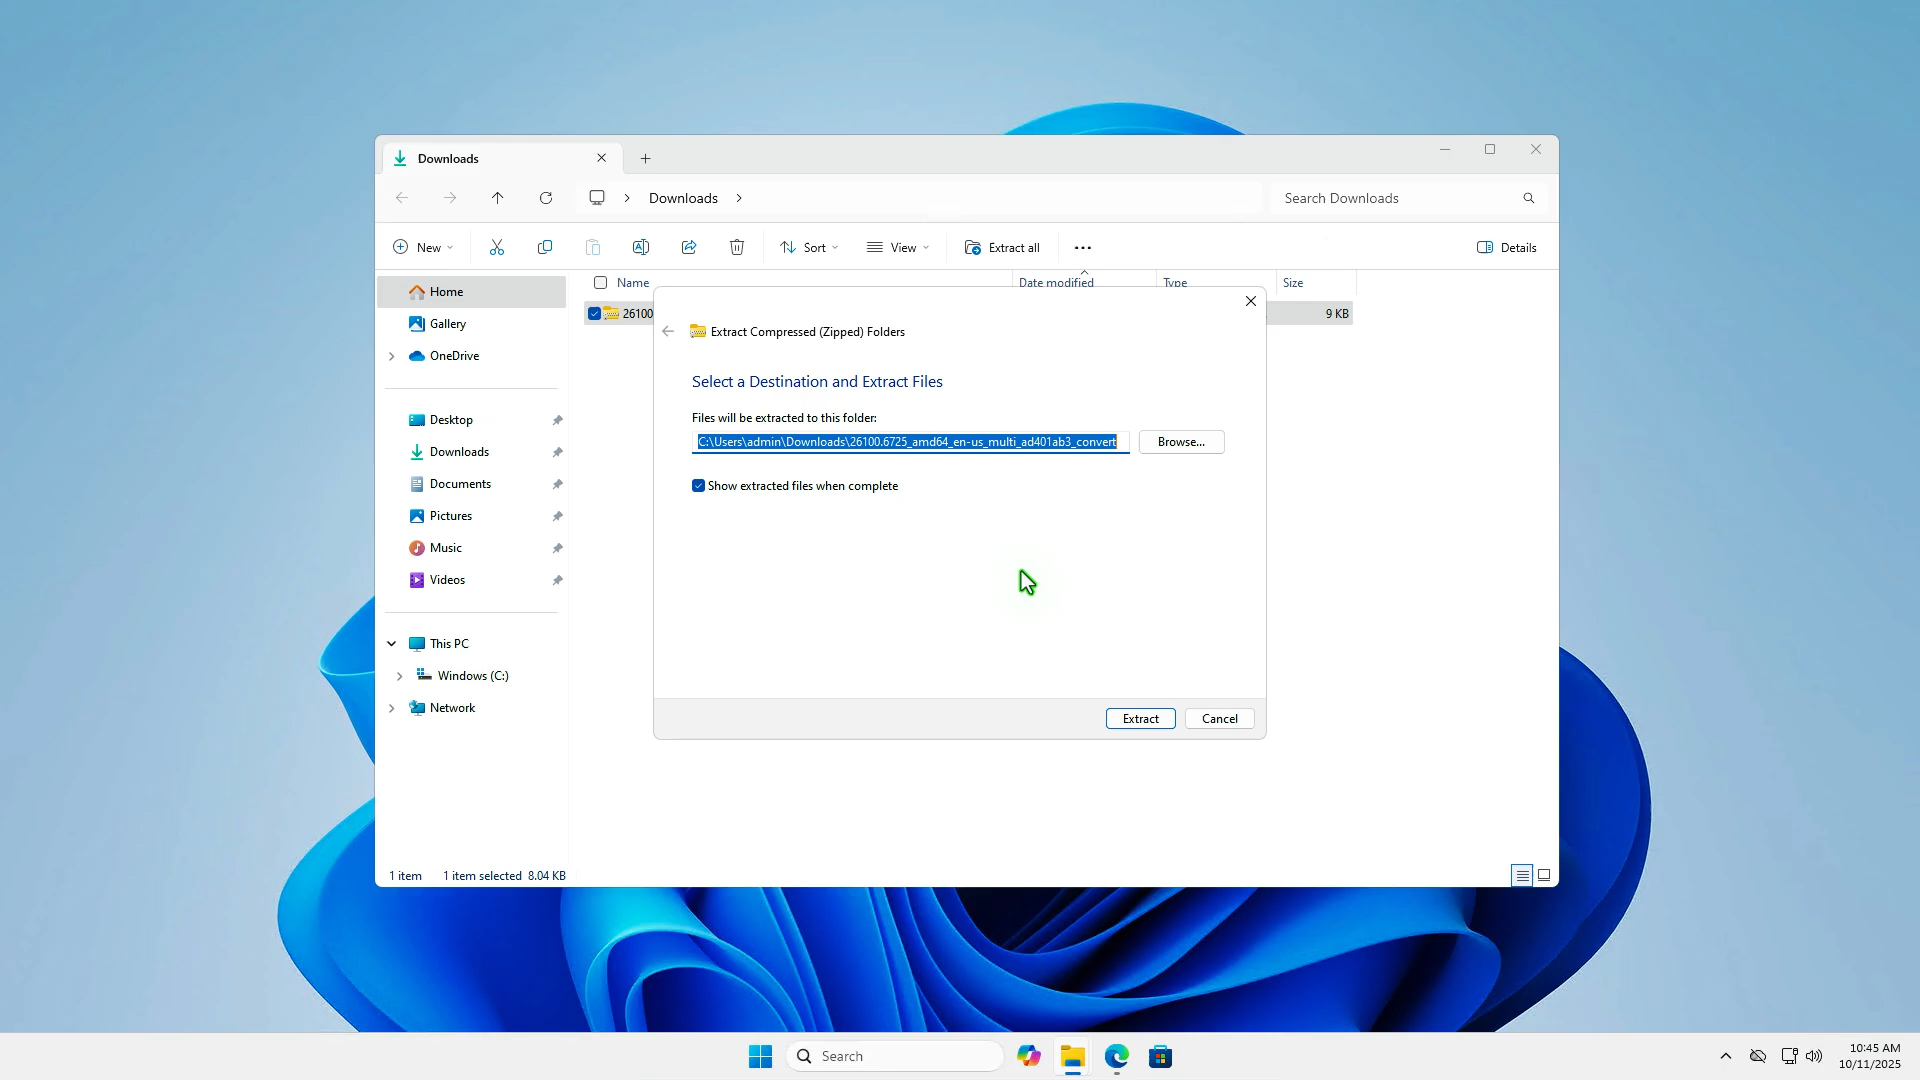 Downloads
Downloads
Search Downloads
New
Sort
View
Extract all
Details
Home
Gallery
OneDrive
Desktop
Downloads
Documents
Pictures
Music
Videos
This PC
Windows (C:)
Network
Name
Date modified
Type
Size
26100
9 KB
Extract Compressed (Zipped) Folders
Select a Destination and Extract Files
Files will be extracted to this folder:
C:\Users\admin\Downloads\26100.6725_amd64_en-us_multi_ad401ab3_convert
Browse...
Show extracted files when complete
Extract
Cancel
1 item
1 item selected 8.04 KB
Search
10:45 AM
10/11/2025